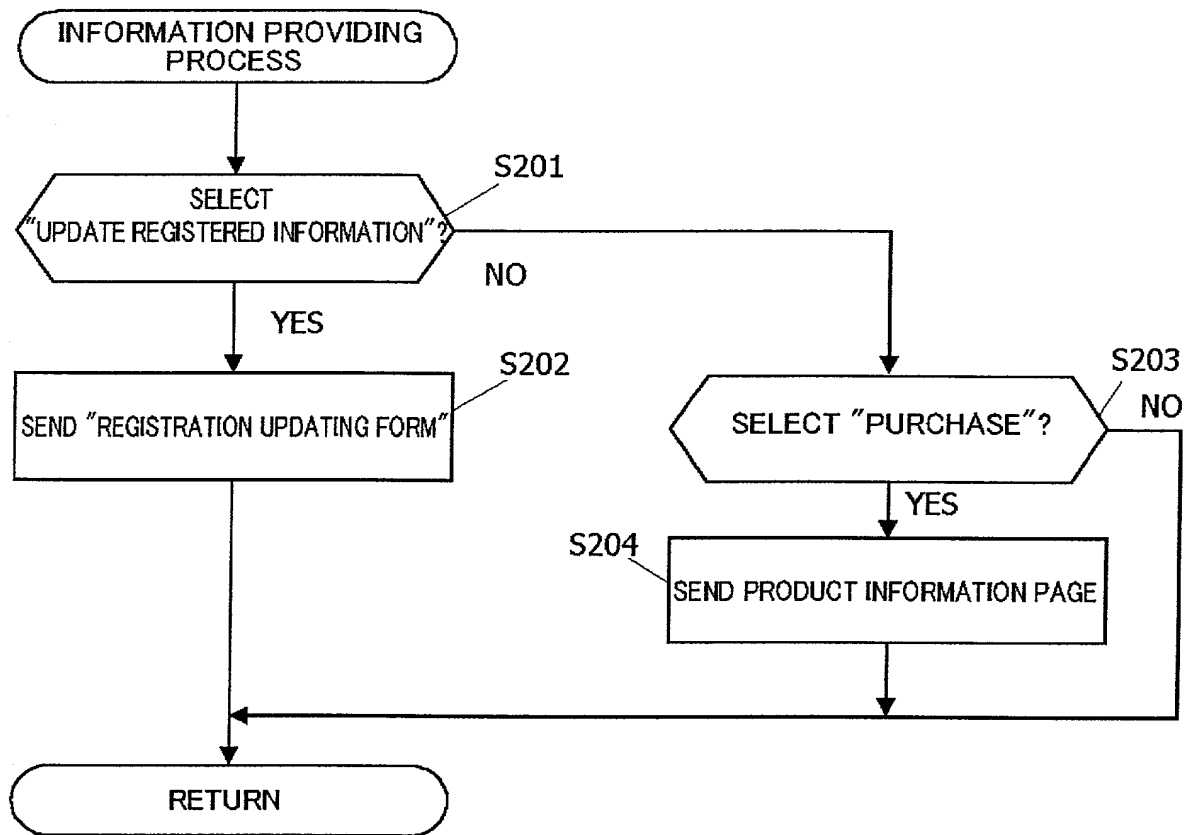 INFORMATION PROVIDING
PROCESS
S201
SELECT
"UPDATE REGISTERED INFORMATION"?
NO
YES
S202
SEND "REGISTRATION UPDATING FORM"
S203
NO
SELECT "PURCHASE"?
YES
S204
SEND PRODUCT INFORMATION PAGE
RETURN